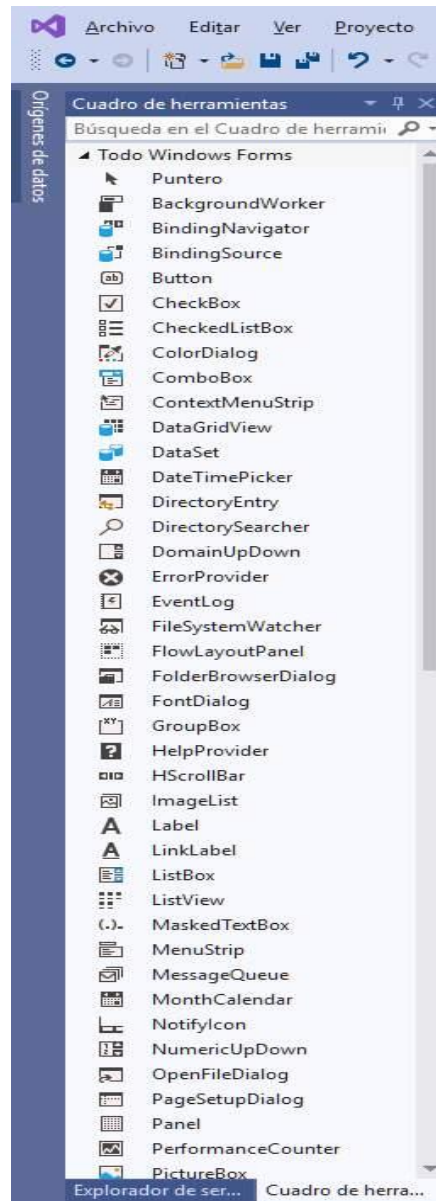 Archivo Editar Ver Proyecto
Orígenes de datos
Cuadro de herramientas
Búsqueda en el Cuadro de herrami
Todo Windows Forms
Puntero
BackgroundWorker
BindingNavigator
BindingSource
ab Button
CheckBox
CheckedListBox
ColorDialog
ComboBox
ContextMenuStrip
DataGridView
DataSet
DateTimePicker
DirectoryEntry
DirectorySearcher
DomainUpDown
ErrorProvider
EventLog
FileSystemWatcher
FlowLayoutPanel
FolderBrowserDialog
FontDialog
XY GroupBox
? HelpProvider
HScrollBar
ImageList
A Label
A LinkLabel
ListBox
ListView
(.). MaskedTextBox
MenuStrip
MessageQueue
MonthCalendar
NotifyIcon
NumericUpDown
OpenFileDialog
PageSetupDialog
Panel
PerformanceCounter
PictureBox
Explorador de ser... Cuadro de herra...